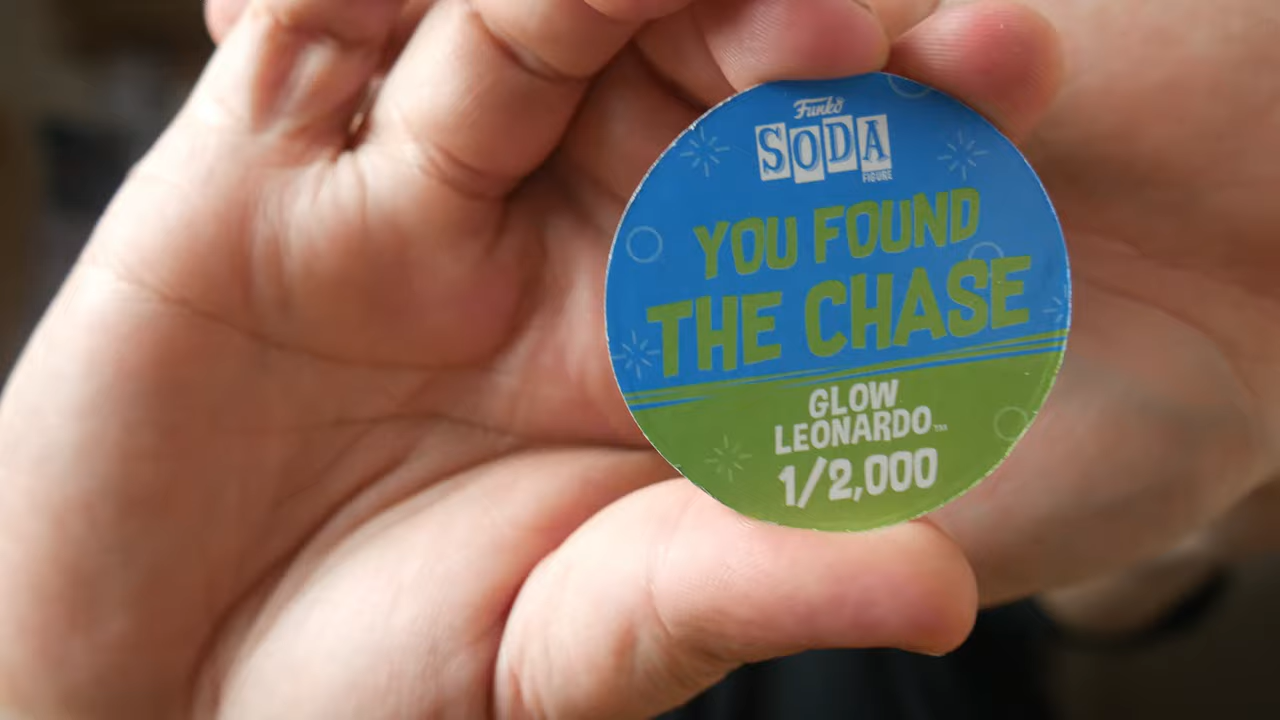 Funko
SODA
FIGURE
YOU FOUND
THE CHASE
GLOW
LEONARDO™
1/2,000